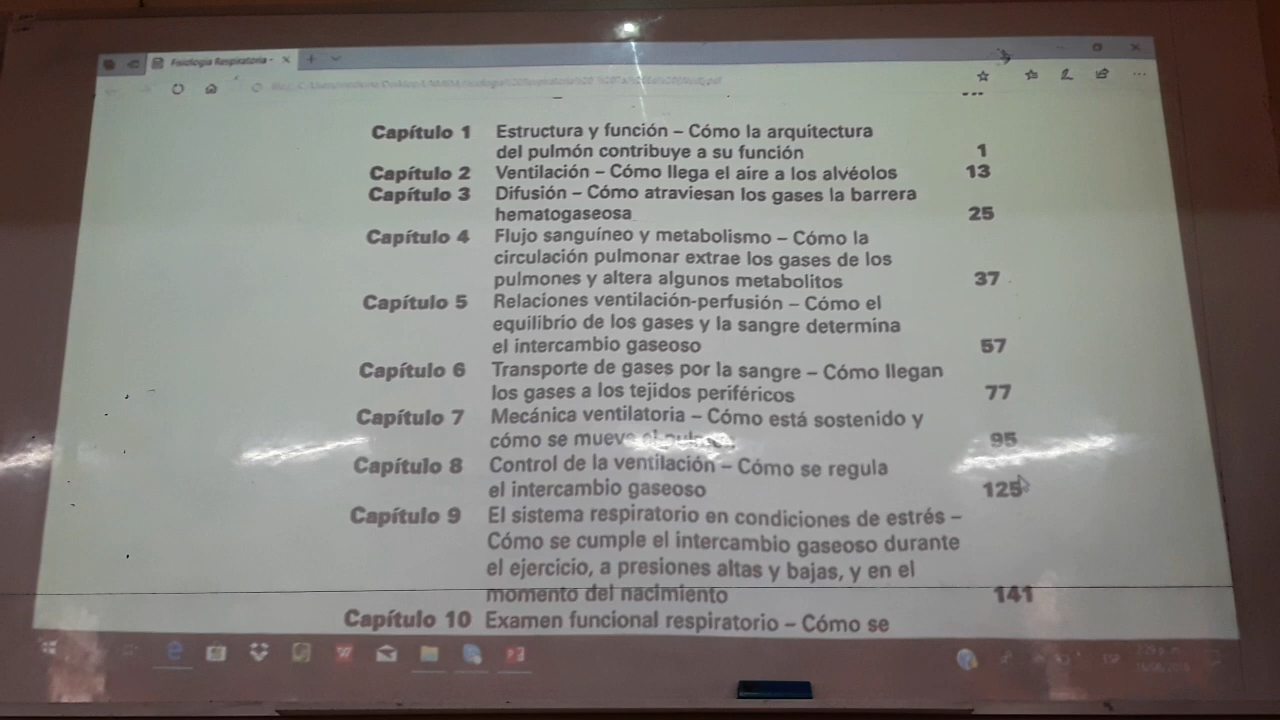 Fisiología Respiratoria -
Capítulo 1 Estructura y función – Cómo la arquitectura
del pulmón contribuye a su función 1
Capítulo 2 Ventilación – Cómo llega el aire a los alvéolos 13
Capítulo 3 Difusión – Cómo atraviesan los gases la barrera
hematogaseosa 25
Capítulo 4 Flujo sanguíneo y metabolismo – Cómo la
circulación pulmonar extrae los gases de los
pulmones y altera algunos metabolitos 37
Capítulo 5 Relaciones ventilación-perfusión – Cómo el
equilibrio de los gases y la sangre determina
el intercambio gaseoso 57
Capítulo 6 Transporte de gases por la sangre – Cómo llegan
los gases a los tejidos periféricos 77
Capítulo 7 Mecánica ventilatoria – Cómo está sostenido y
cómo se mueve el pulmón 95
Capítulo 8 Control de la ventilación – Cómo se regula
el intercambio gaseoso 125
Capítulo 9 El sistema respiratorio en condiciones de estrés –
Cómo se cumple el intercambio gaseoso durante
el ejercicio, a presiones altas y bajas, y en el
momento del nacimiento 141
Capítulo 10 Examen funcional respiratorio – Cómo se
ESP